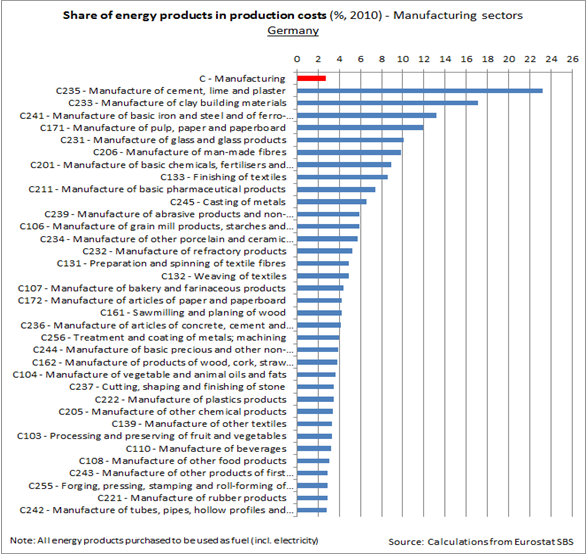 Share of energy products in production costs (%, 2010) - Manufacturing sectors
Germany
0 2 4 6 8 10 12 14 16 18 20 22 24 26
C - Manufacturing
C235 - Manufacture of cement, lime and plaster
C233 - Manufacture of clay building materials
C241 - Manufacture of basic iron and steel and of ferro-...
C171 - Manufacture of pulp, paper and paperboard
C231 - Manufacture of glass and glass products
C206 - Manufacture of man-made fibres
C201 - Manufacture of basic chemicals, fertilisers and...
C133 - Finishing of textiles
C211 - Manufacture of basic pharmaceutical products
C245 - Casting of metals
C239 - Manufacture of abrasive products and non-...
C106 - Manufacture of grain mill products, starches and...
C234 - Manufacture of other porcelain and ceramic...
C232 - Manufacture of refractory products
C131 - Preparation and spinning of textile fibres
C132 - Weaving of textiles
C107 - Manufacture of bakery and farinaceous products
C172 - Manufacture of articles of paper and paperboard
C161 - Sawmilling and planing of wood
C236 - Manufacture of articles of concrete, cement and...
C256 - Treatment and coating of metals; machining
C244 - Manufacture of basic precious and other non-...
C162 - Manufacture of products of wood, cork, straw...
C104 - Manufacture of vegetable and animal oils and fats
C237 - Cutting, shaping and finishing of stone
C222 - Manufacture of plastics products
C205 - Manufacture of other chemical products
C139 - Manufacture of other textiles
C103 - Processing and preserving of fruit and vegetables
C110 - Manufacture of beverages
C108 - Manufacture of other food products
C243 - Manufacture of other products of first...
C255 - Forging, pressing, stamping and roll-forming of...
C221 - Manufacture of rubber products
C242 - Manufacture of tubes, pipes, hollow profiles and...
Note: All energy products purchased to be used as fuel (incl. electricity)
Source: Calculations from Eurostat SBS